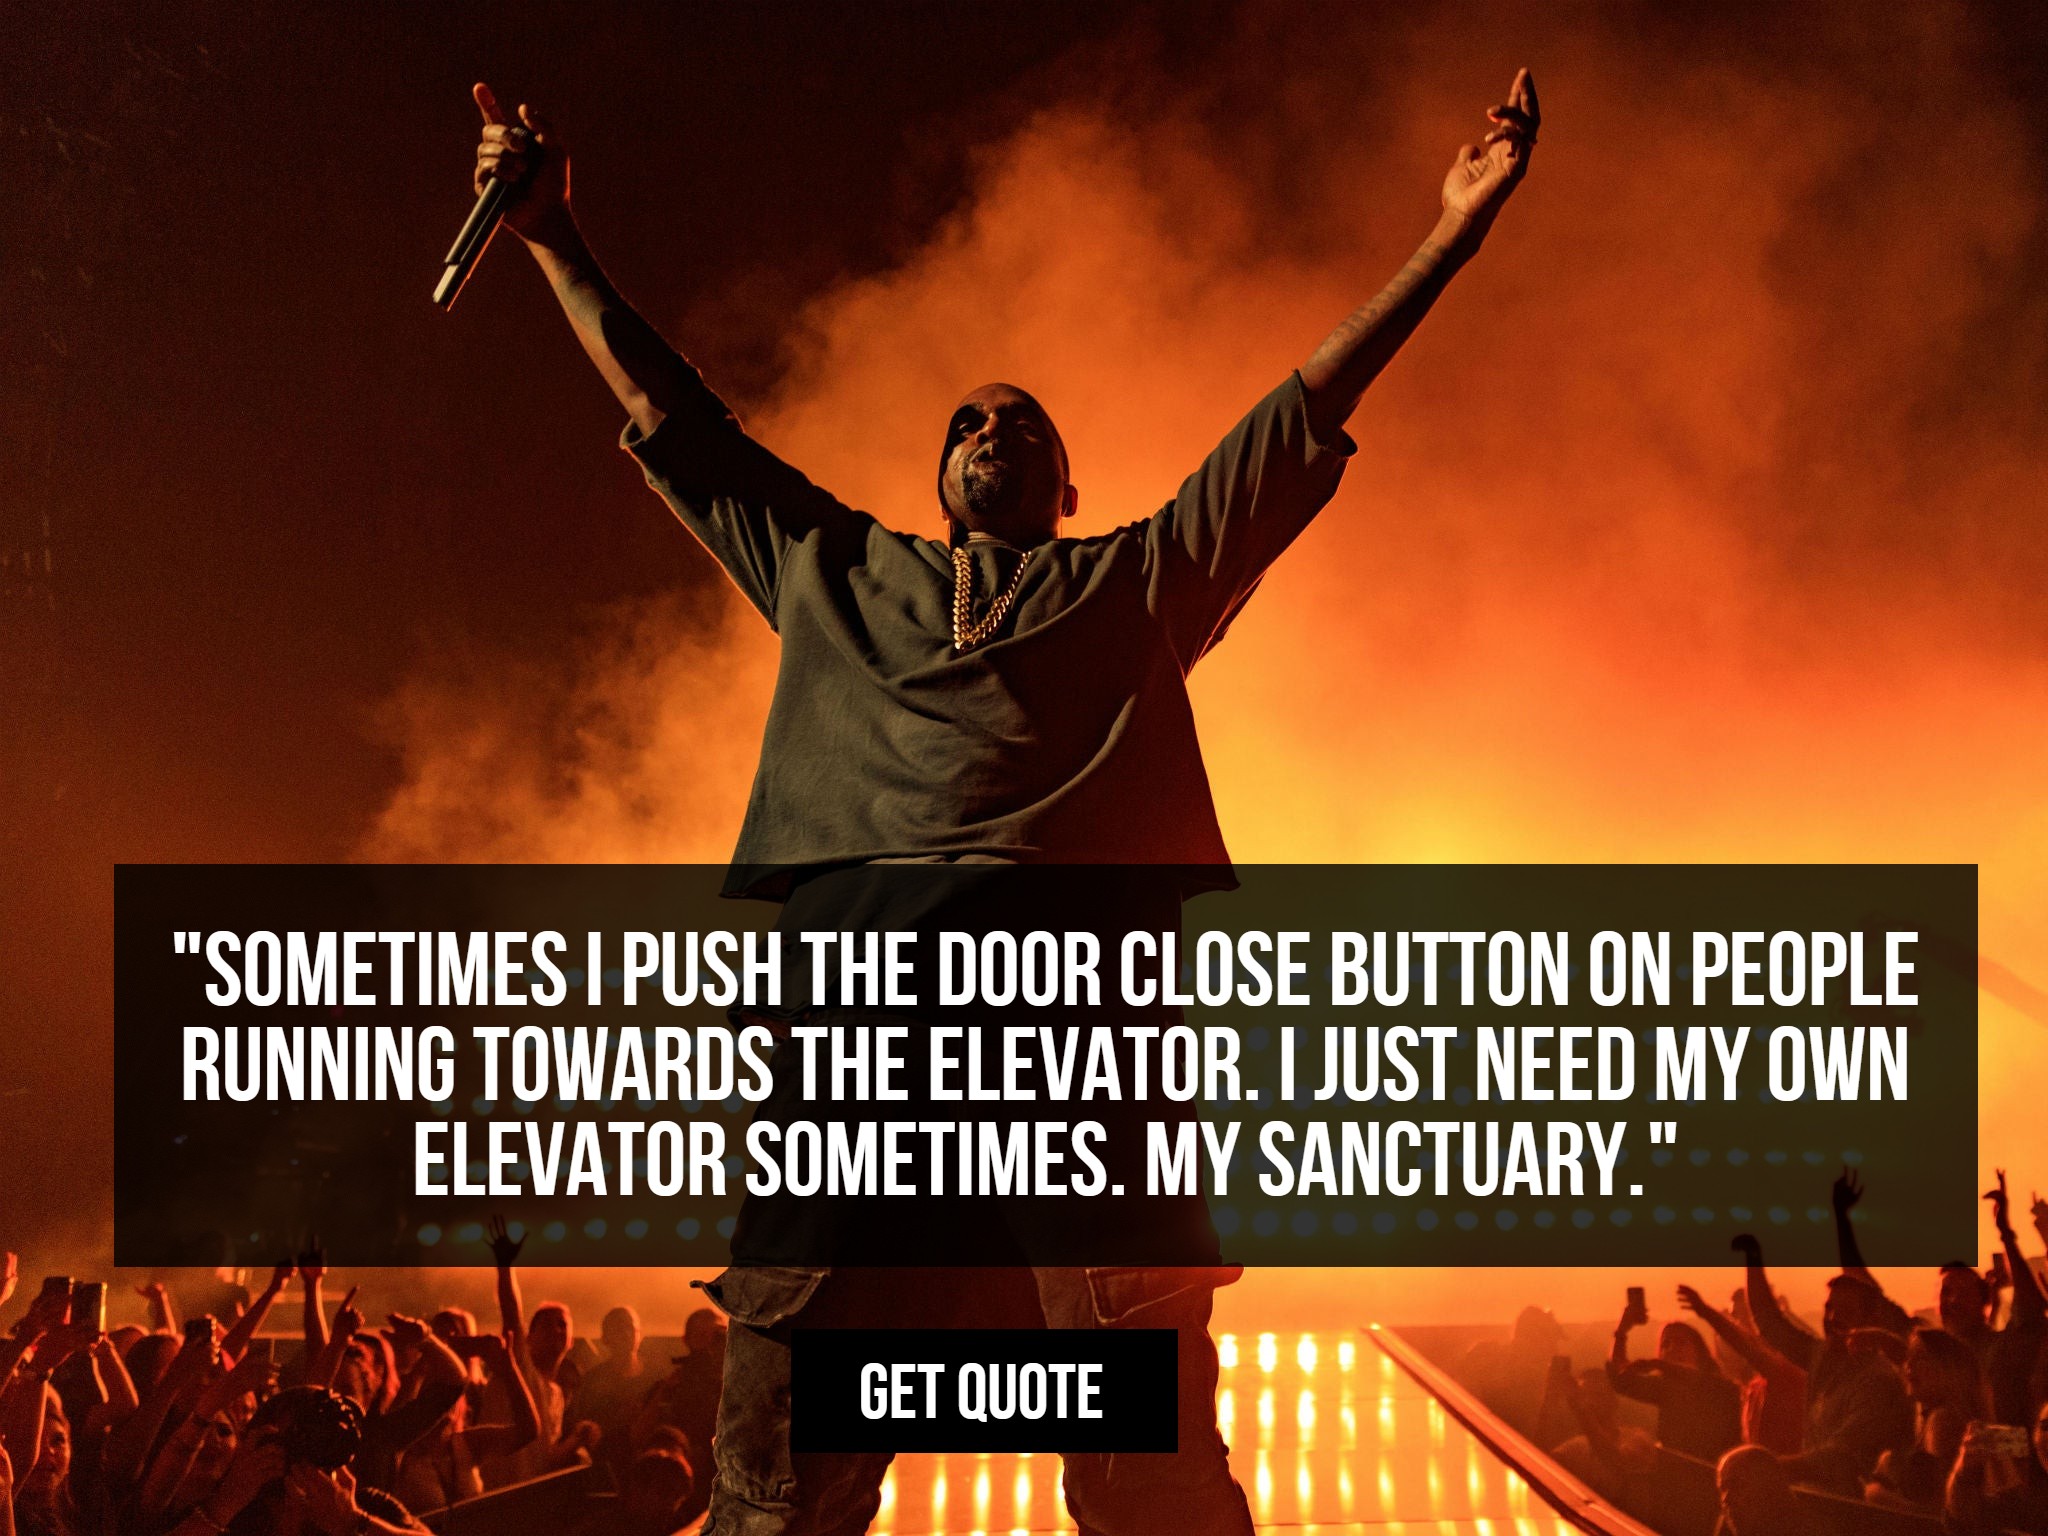 "SOMETIMES I PUSH THE DOOR CLOSE BUTTON ON PEOPLE
RUNNING TOWARDS THE ELEVATOR. I JUST NEED MY OWN
ELEVATOR SOMETIMES. MY SANCTUARY."
GET QUOTE